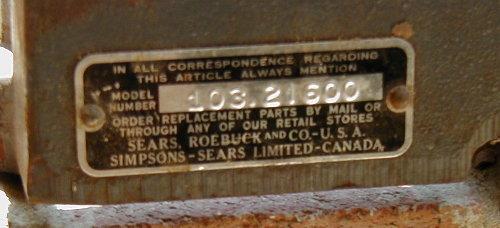 IN ALL CORRESPONDENCE REGARDING
THIS ARTICLE ALWAYS MENTION
MODEL NUMBER 103.21600
ORDER REPLACEMENT PARTS BY MAIL OR
THROUGH ANY OF OUR RETAIL STORES
SEARS, ROEBUCK AND CO-U.S.A.
SIMPSONS-SEARS LIMITED-CANADA